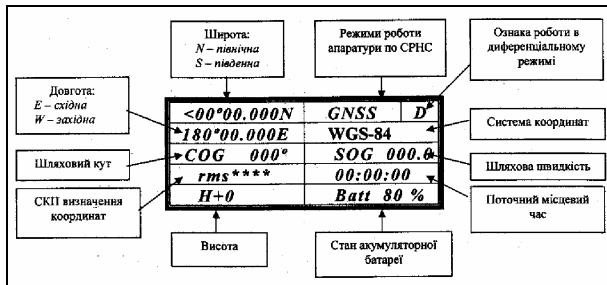 Широта:
N – північна
S – південна
Режими роботи
апаратури по СРНС
Ознака роботи в
диференціальному
режимі
Довгота:
E – східна
W – західна
<00°00.000N GNSS D
180°00.000E WGS-84
COG 000° SOG 000.0
rms**** 00:00:00
H+0 Batt 80 %
Система координат
Шляховий кут
Шляхова швидкість
СКП визначення
координат
Поточний місцевий
час
Висота
Стан акумуляторної
батареї